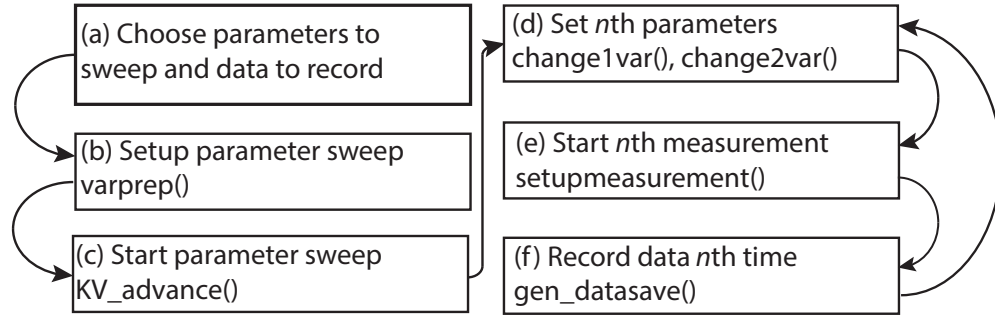 (a) Choose parameters to
sweep and data to record
(b) Setup parameter sweep
varprep()
(c) Start parameter sweep
KV_advance()
(d) Set nth parameters
change1var(), change2var()
(e) Start nth measurement
setupmeasurement()
(f) Record data nth time
gen_datasave()